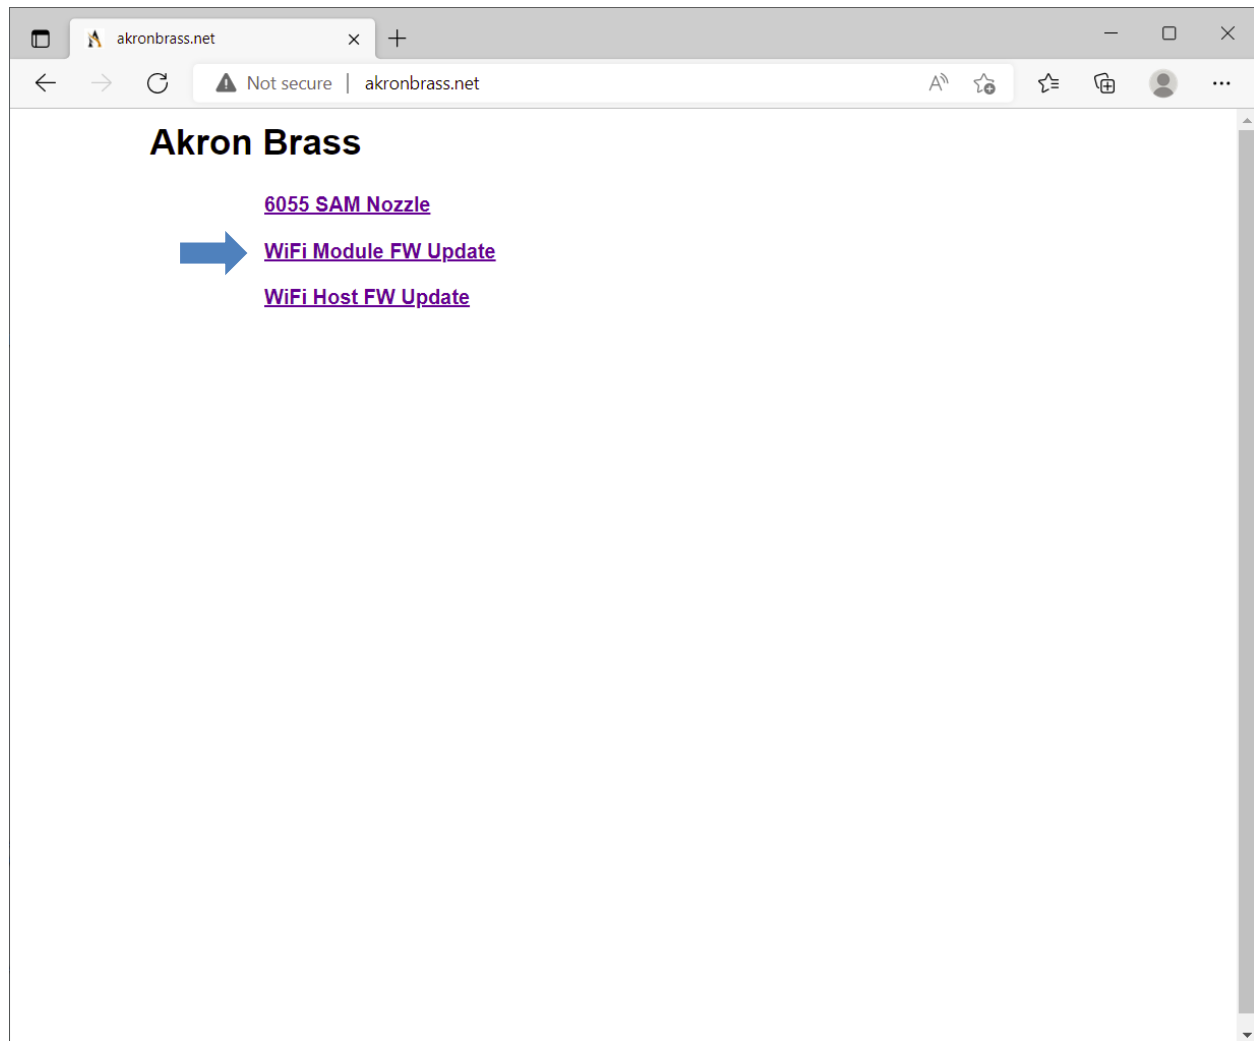 akronbrass.net
Not secure | akronbrass.net
Akron Brass
6055 SAM Nozzle
WiFi Module FW Update
WiFi Host FW Update